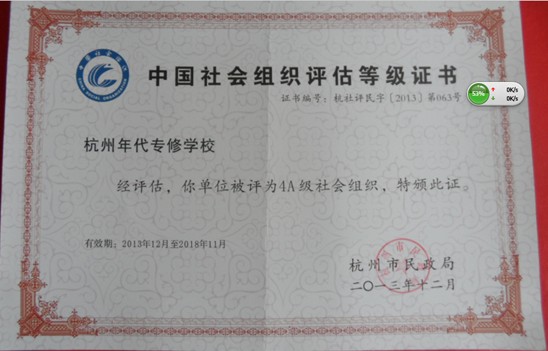 中国社会组织评估等级证书
证书编号：杭社评民字［2013］第063号
53%
0K/s
0K/s
杭州年代专修学校
经评估，你单位被评为4A级社会组织，特颁此证。
有效期：2013年12月至2018年11月
杭州市民政局
二〇一三年十二月